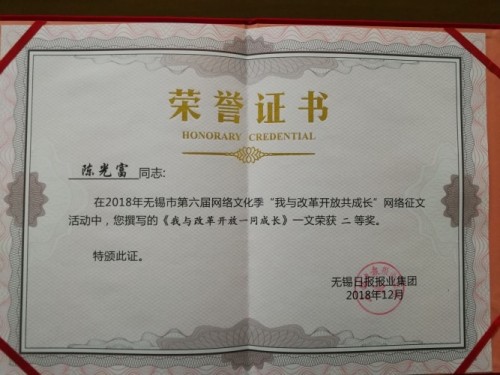 荣誉证书
HONORARY CREDENTIAL
陈光富 同志:
在2018年无锡市第六届网络文化季“我与改革开放共成长”网络征文
活动中，您撰写的《我与改革开放一同成长》一文荣获 二 等奖。
特颁此证。
无锡日报报业集团
2018年12月